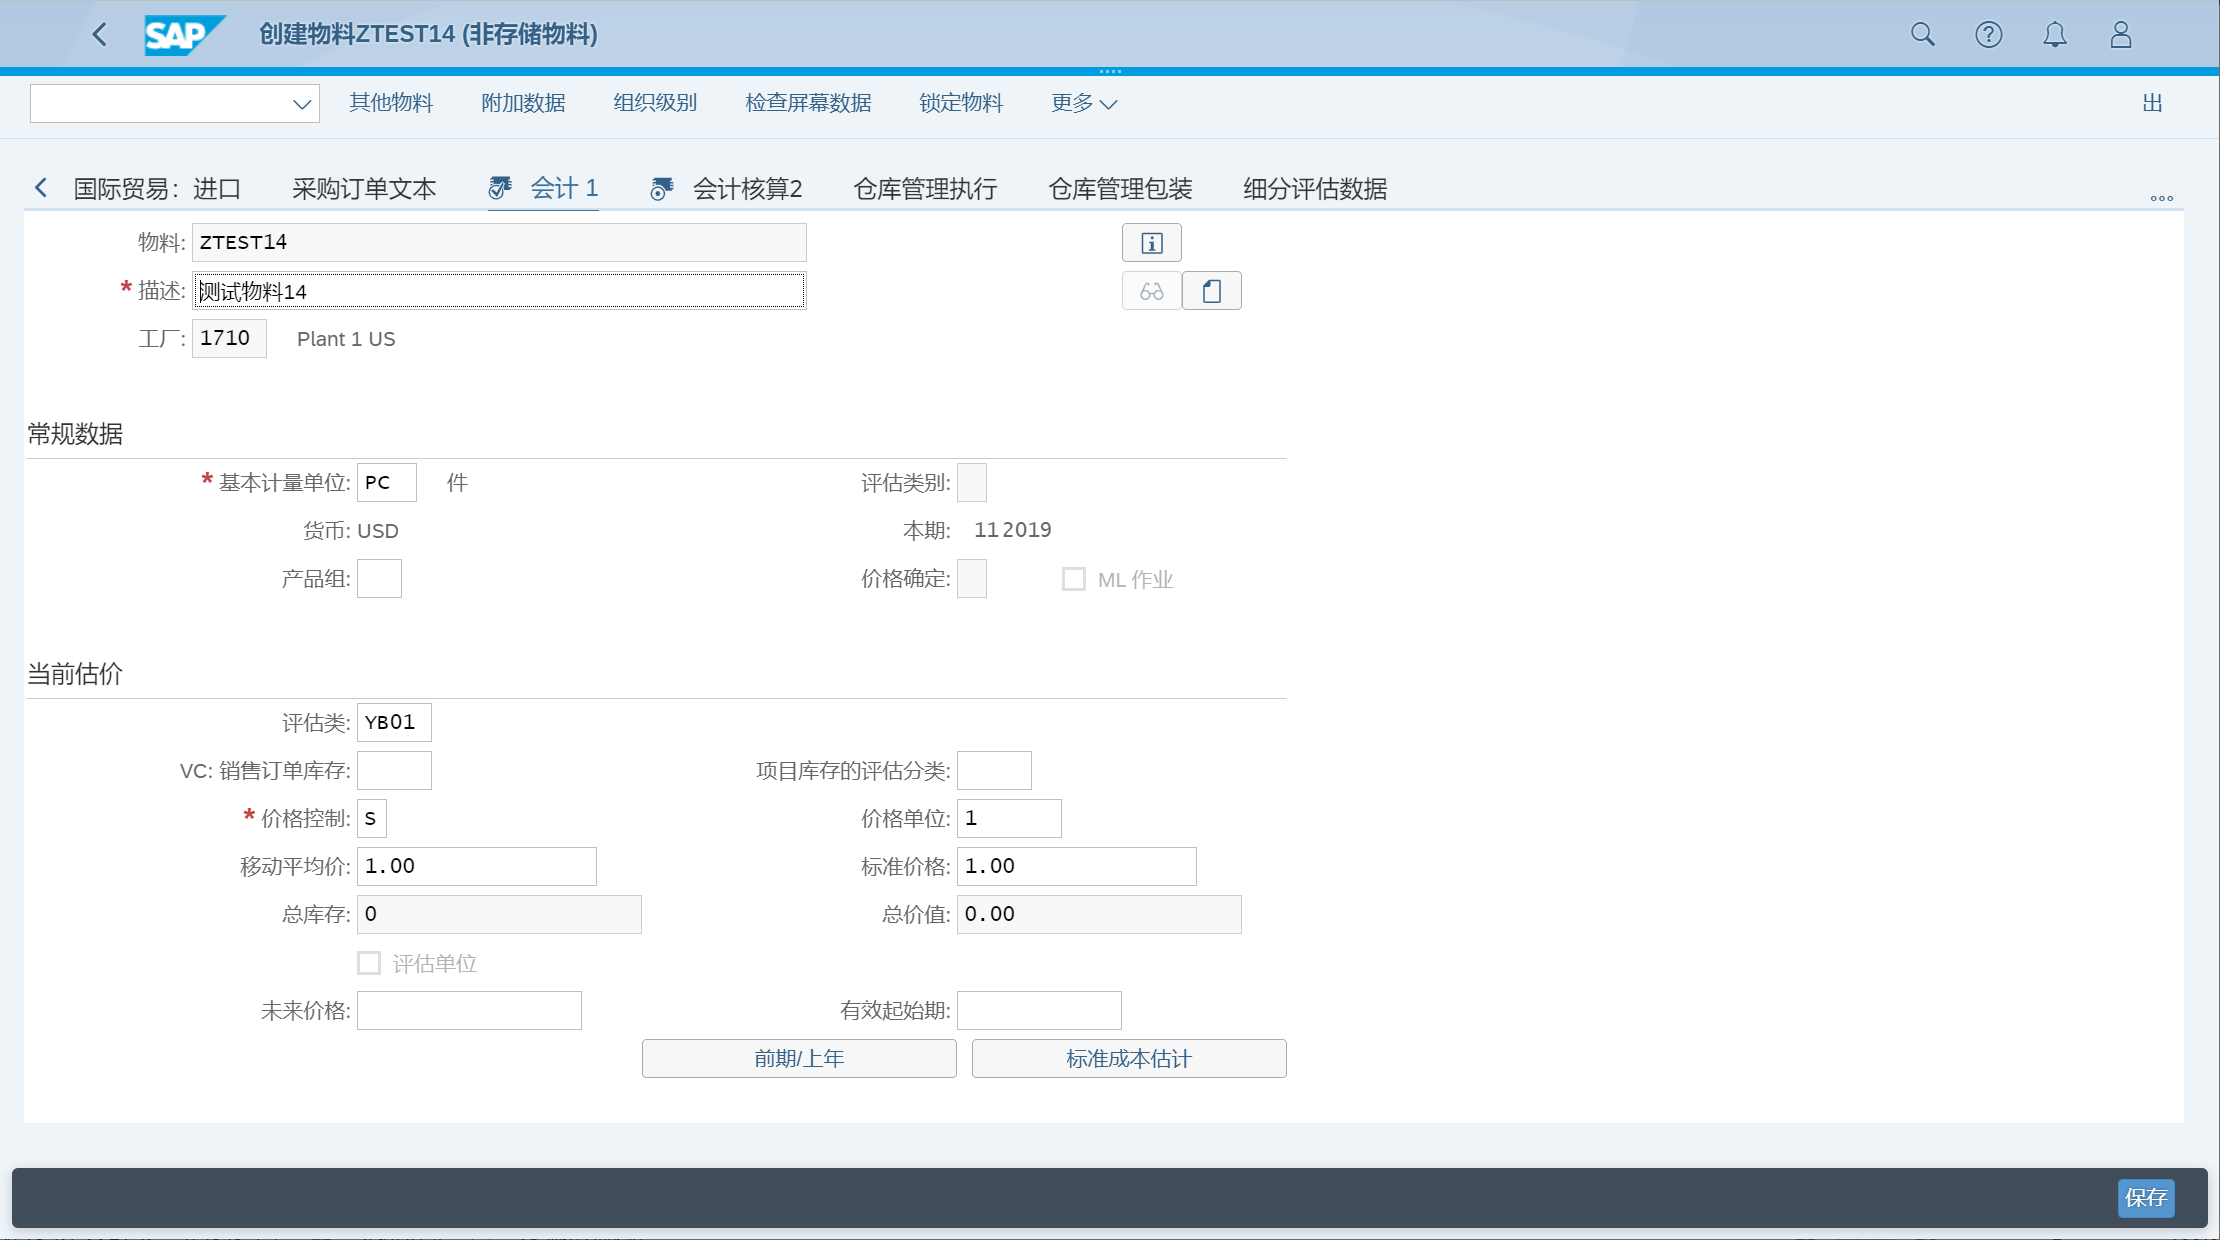 SAP 创建物料ZTEST14 (非存储物料)
其他物料 附加数据 组织级别 检查屏幕数据 锁定物料 更多 出
国际贸易：进口 采购订单文本 会计 1 会计核算2 仓库管理执行 仓库管理包装 细分评估数据
物料: ZTEST14
* 描述: 测试物料14
工厂: 1710 Plant 1 US
常规数据
* 基本计量单位: PC 件 评估类别:
货币: USD 本期: 11 2019
产品组: 价格确定: ML 作业
当前估价
评估类: YB01
VC: 销售订单库存: 项目库存的评估分类:
* 价格控制: S 价格单位: 1
移动平均价: 1.00 标准价格: 1.00
总库存: 0 总价值: 0.00
评估单位
未来价格: 有效起始期:
前期/上年 标准成本估计
保存